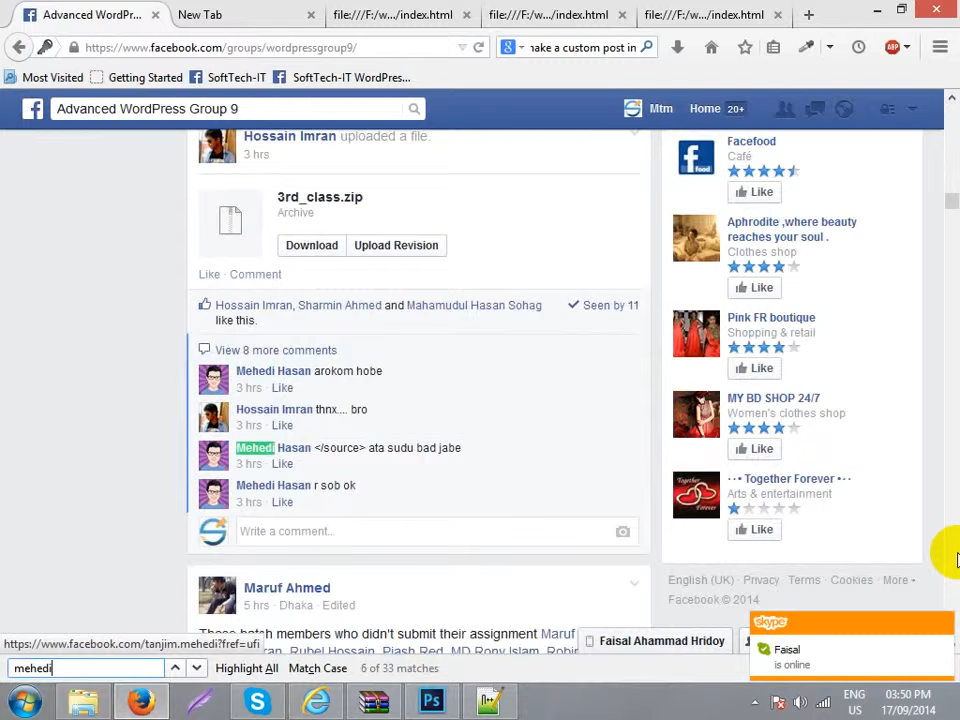 Advanced WordPr... × New Tab × file:///F:/w.../index.html × file:///F:/w.../index.html × file:///F:/w.../index.html ×
https://www.facebook.com/groups/wordpressgroup9/
make a custom post in
Most Visited Getting Started SoftTech-IT SoftTech-IT WordPres...
Advanced WordPress Group 9
Mtm Home 20+
Hossain Imran uploaded a file.
3 hrs
3rd_class.zip
Archive
Download Upload Revision
Like · Comment
Hossain Imran, Sharmin Ahmed and Mahamudul Hasan Sohag
like this.
Seen by 11
View 8 more comments
Mehedi Hasan arokom hobe
3 hrs · Like
Hossain Imran thnx.... bro
3 hrs · Like
Mehedi Hasan </source> ata sudu bad jabe
3 hrs · Like
Mehedi Hasan r sob ok
3 hrs · Like
Write a comment...
Maruf Ahmed
5 hrs · Dhaka · Edited
Those batch members who didn't submit their assignment Maruf
Facefood
Café
Like
Aphrodite ,where beauty
reaches your soul .
Clothes shop
Like
Pink FR boutique
Shopping & retail
Like
MY BD SHOP 24/7
Women's clothes shop
Like
··• Together Forever •··
Arts & entertainment
Like
English (UK) · Privacy · Terms · Cookies · More
Facebook © 2014
skype
Faisal
is online
Faisal Ahammad Hridoy
https://www.facebook.com/tanjim.mehedi?fref=ufi
mehedi
Highlight All Match Case 6 of 33 matches
ENG
US
03:50 PM
17/09/2014